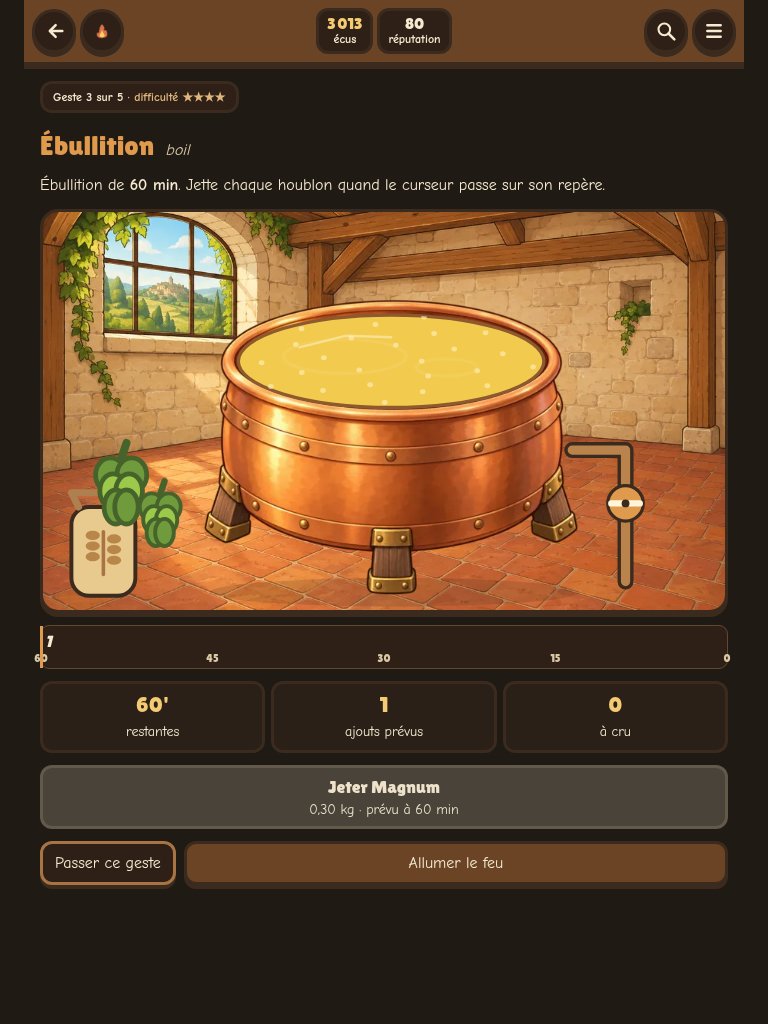 3 013
écus
80
réputation
Geste 3 sur 5 · difficulté ★★★★
Ébullition boil
Ébullition de 60 min. Jette chaque houblon quand le curseur passe sur son repère.
1
60 45 30 15 0
60'
restantes
1
ajouts prévus
0
à cru
Jeter Magnum
0,30 kg · prévu à 60 min
Passer ce geste
Allumer le feu